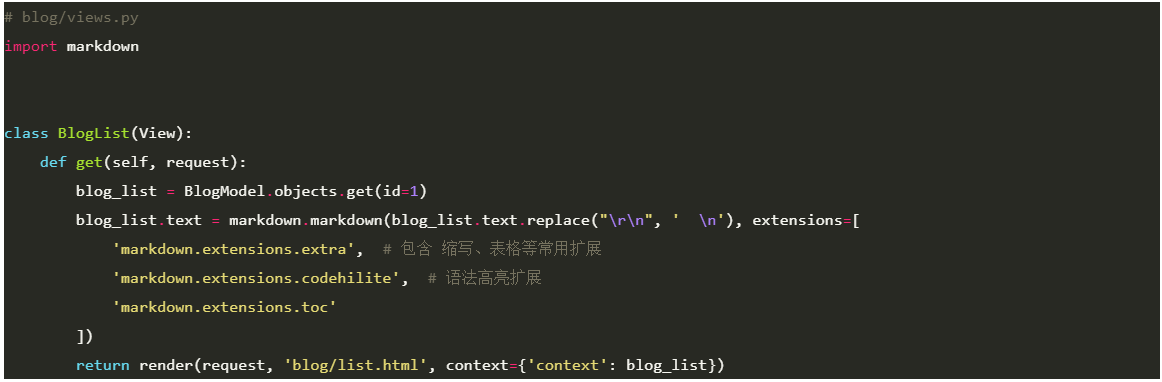 # blog/views.py
import markdown
class BlogList(View):
    def get(self, request):
        blog_list = BlogModel.objects.get(id=1)
        blog_list.text = markdown.markdown(blog_list.text.replace("\r\n", '  \n'), extensions=[
            'markdown.extensions.extra',  # 包含 缩写、表格等常用扩展
            'markdown.extensions.codehilite',  # 语法高亮扩展
            'markdown.extensions.toc'
        ])
        return render(request, 'blog/list.html', context={'context': blog_list})